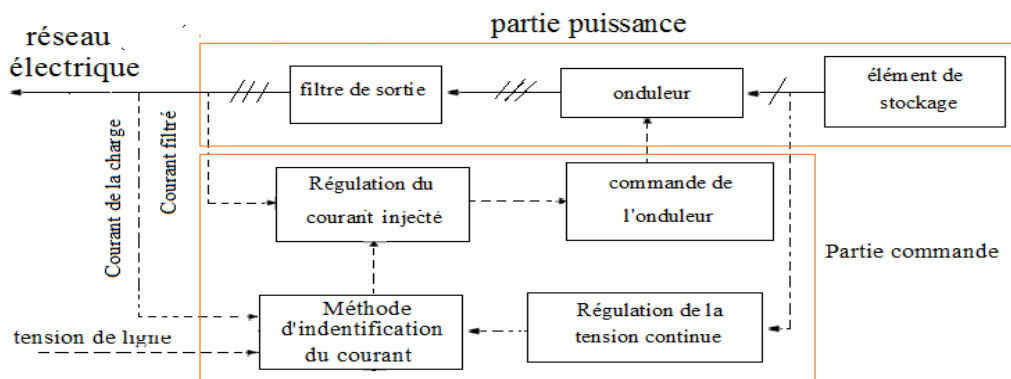 partie puissance
réseau
électrique
filtre de sortie
onduleur
élément de
stockage
Courant de la charge
Courant filtré
Régulation du
courant injecté
commande de
l'onduleur
Partie commande
Méthode
d'indentification
du courant
Régulation de la
tension continue
tension de ligne